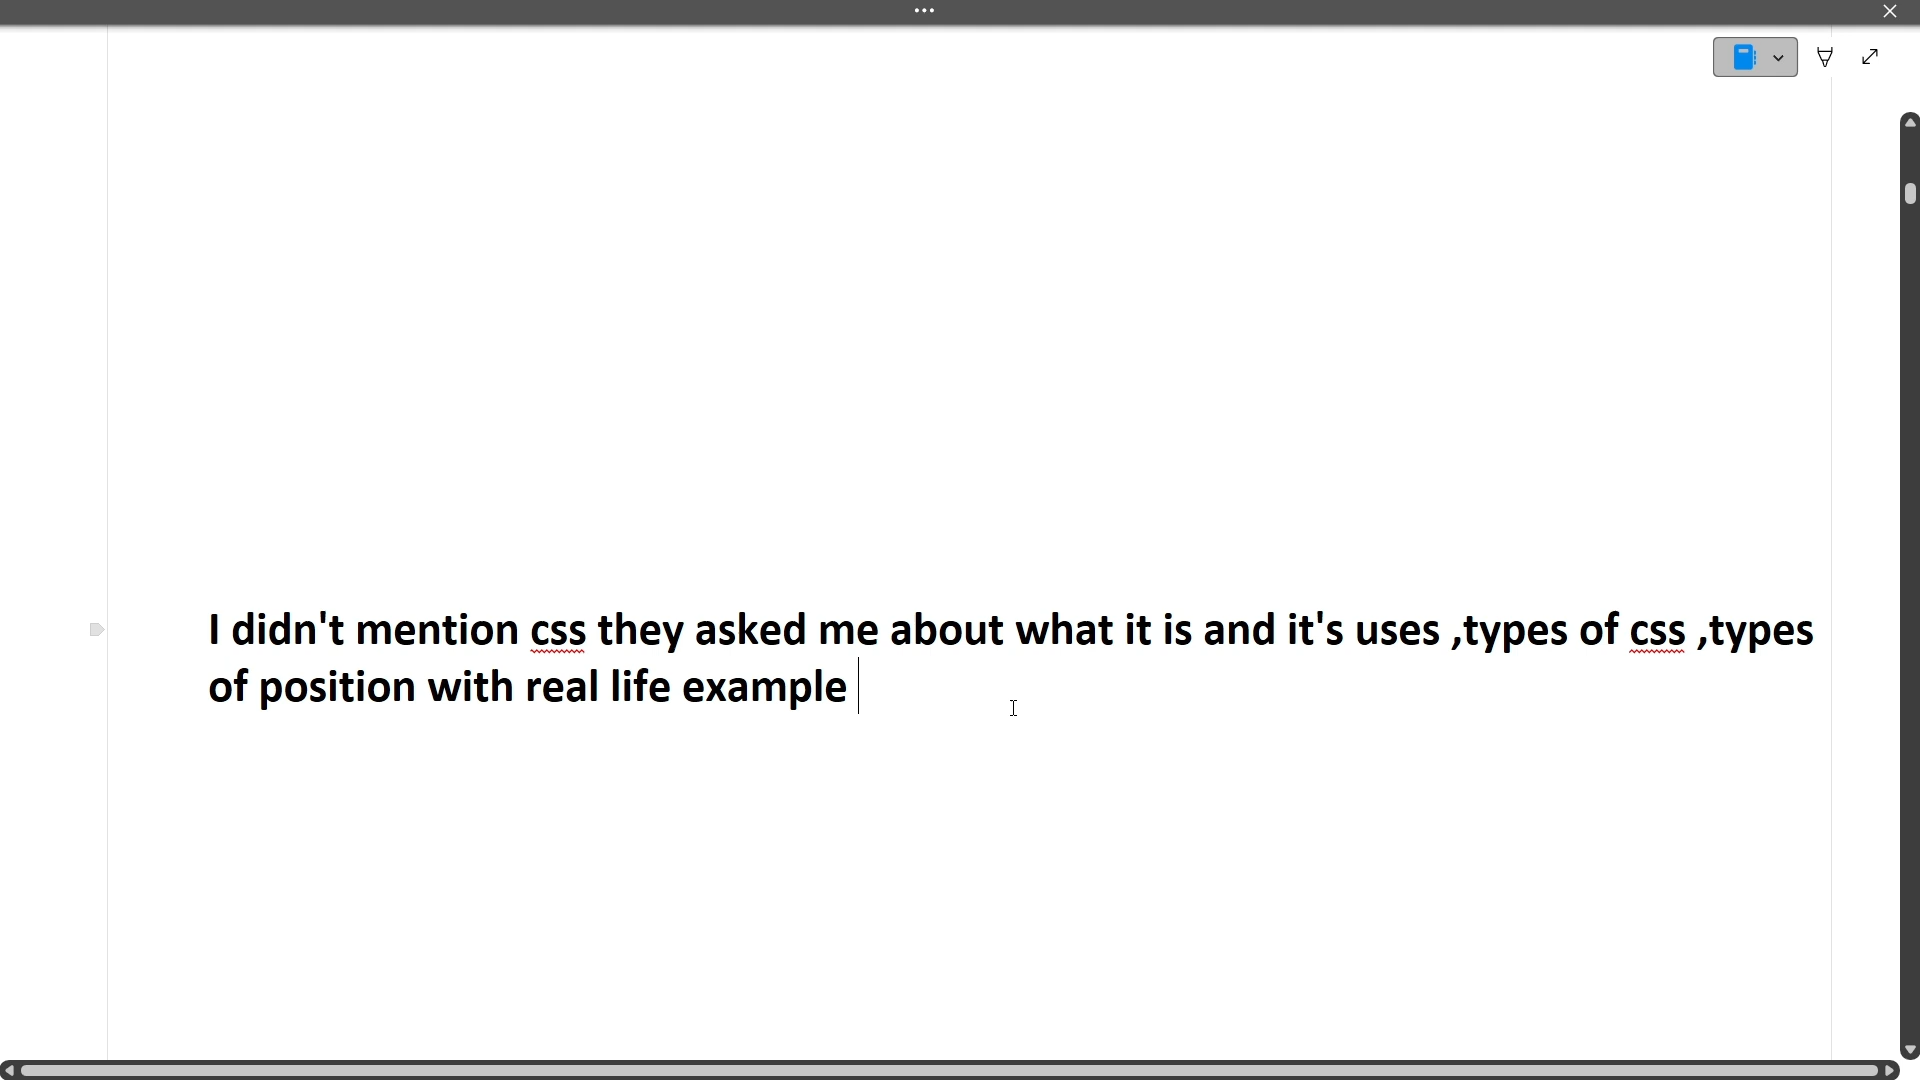 I didn't mention css they asked me about what it is and it's uses ,types of css ,types
of position with real life example